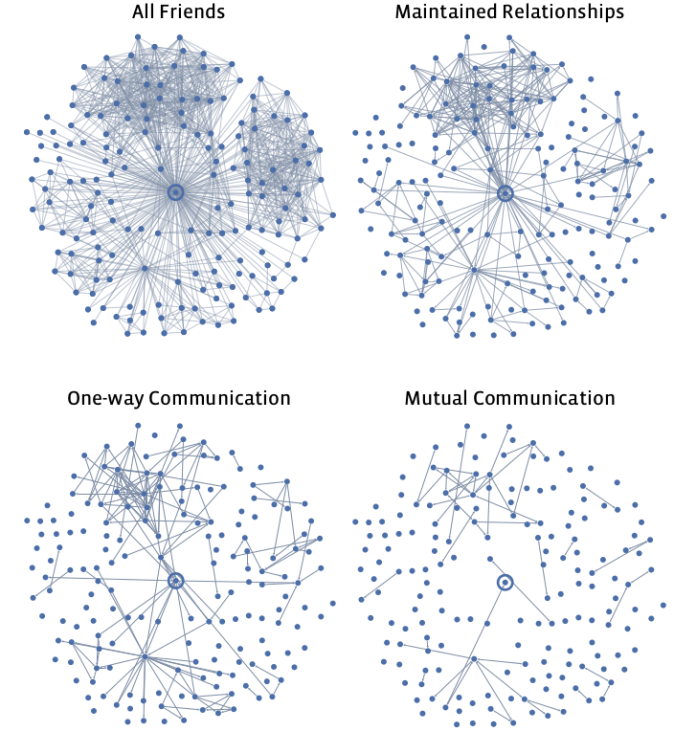 All Friends
Maintained Relationships
One-way Communication
Mutual Communication